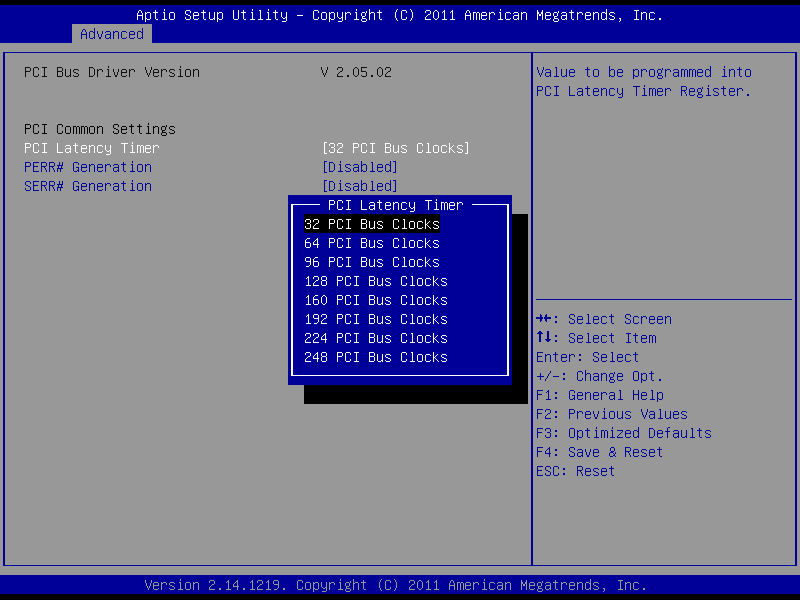 Aptio Setup Utility – Copyright (C) 2011 American Megatrends, Inc.
Advanced
PCI Bus Driver Version V 2.05.02
PCI Common Settings
PCI Latency Timer [32 PCI Bus Clocks]
PERR# Generation [Disabled]
SERR# Generation [Disabled]
PCI Latency Timer
32 PCI Bus Clocks
64 PCI Bus Clocks
96 PCI Bus Clocks
128 PCI Bus Clocks
160 PCI Bus Clocks
192 PCI Bus Clocks
224 PCI Bus Clocks
248 PCI Bus Clocks
Value to be programmed into
PCI Latency Timer Register.
→←: Select Screen
↑↓: Select Item
Enter: Select
+/-: Change Opt.
F1: General Help
F2: Previous Values
F3: Optimized Defaults
F4: Save & Reset
ESC: Reset
Version 2.14.1219. Copyright (C) 2011 American Megatrends, Inc.